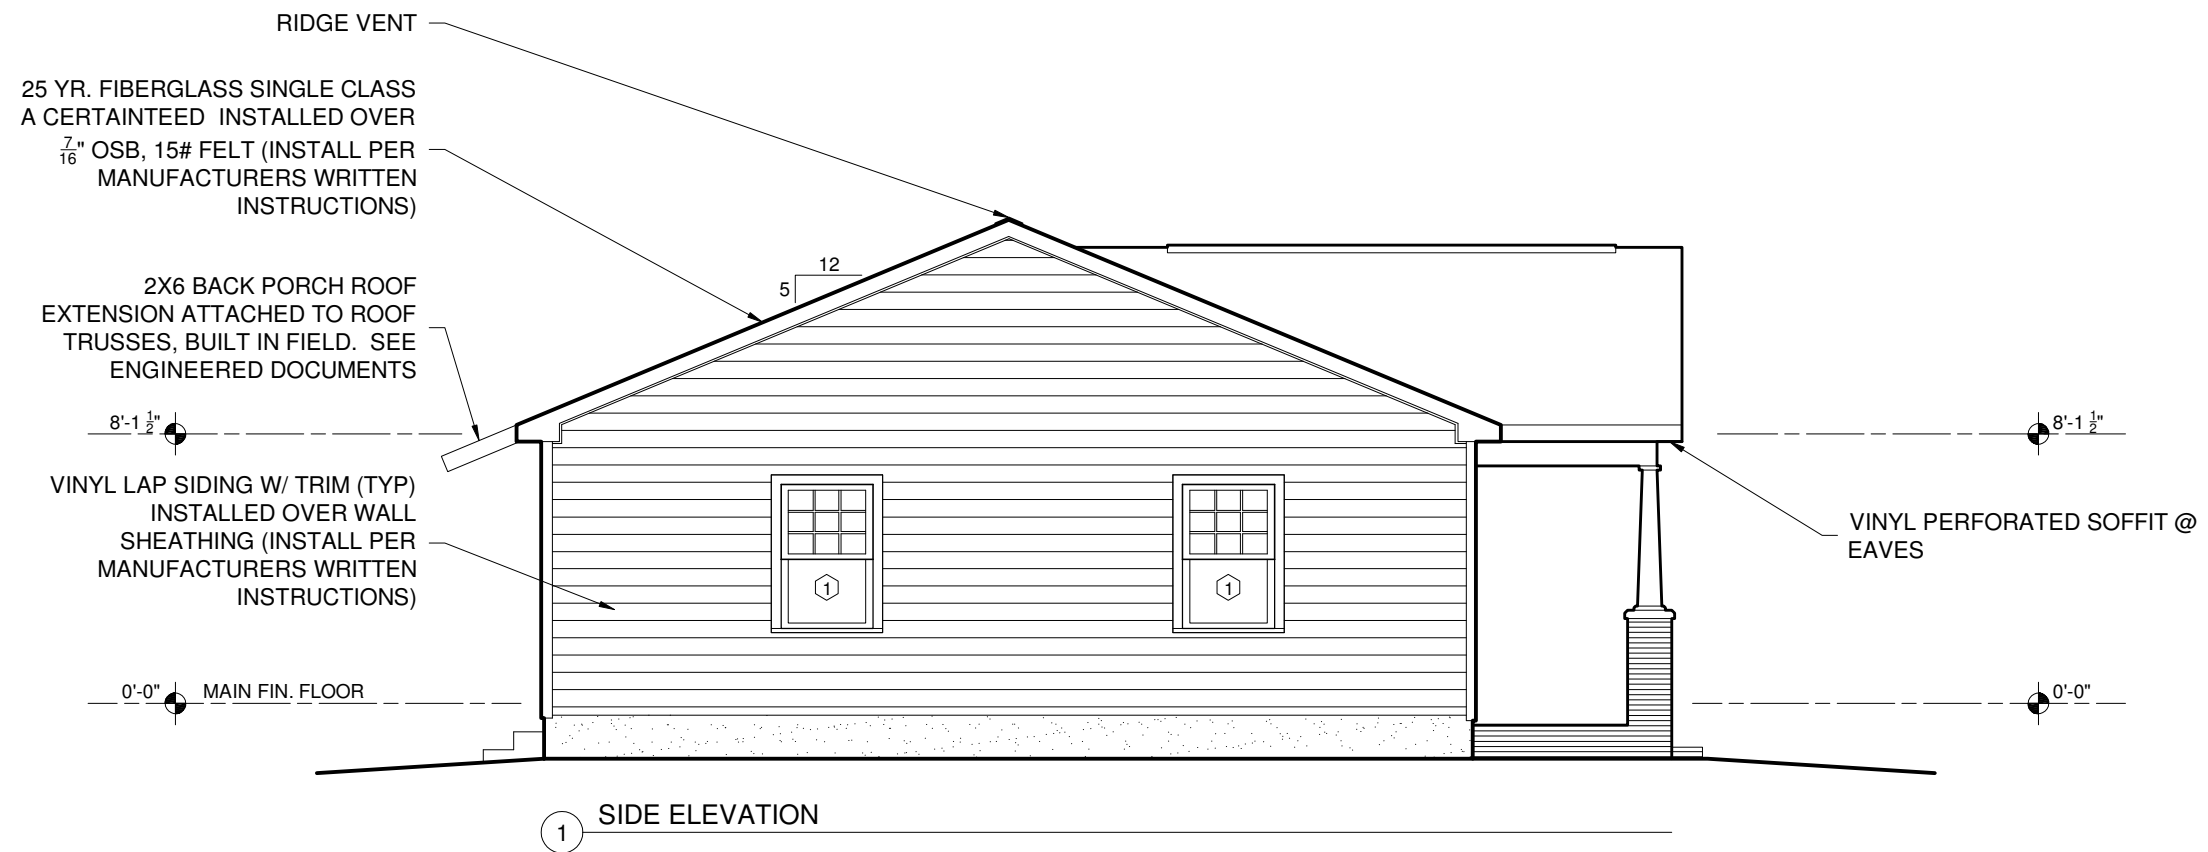 RIDGE VENT
25 YR. FIBERGLASS SINGLE CLASS
A CERTAINTEED INSTALLED OVER
7/16" OSB, 15# FELT (INSTALL PER
MANUFACTURERS WRITTEN
INSTRUCTIONS)
12
5
2X6 BACK PORCH ROOF
EXTENSION ATTACHED TO ROOF
TRUSSES, BUILT IN FIELD. SEE
ENGINEERED DOCUMENTS
8'-1 1/2"
8'-1 1/2"
VINYL LAP SIDING W/ TRIM (TYP)
INSTALLED OVER WALL
SHEATHING (INSTALL PER
MANUFACTURERS WRITTEN
INSTRUCTIONS)
VINYL PERFORATED SOFFIT @
EAVES
1
1
0'-0" MAIN FIN. FLOOR
0'-0"
1 SIDE ELEVATION